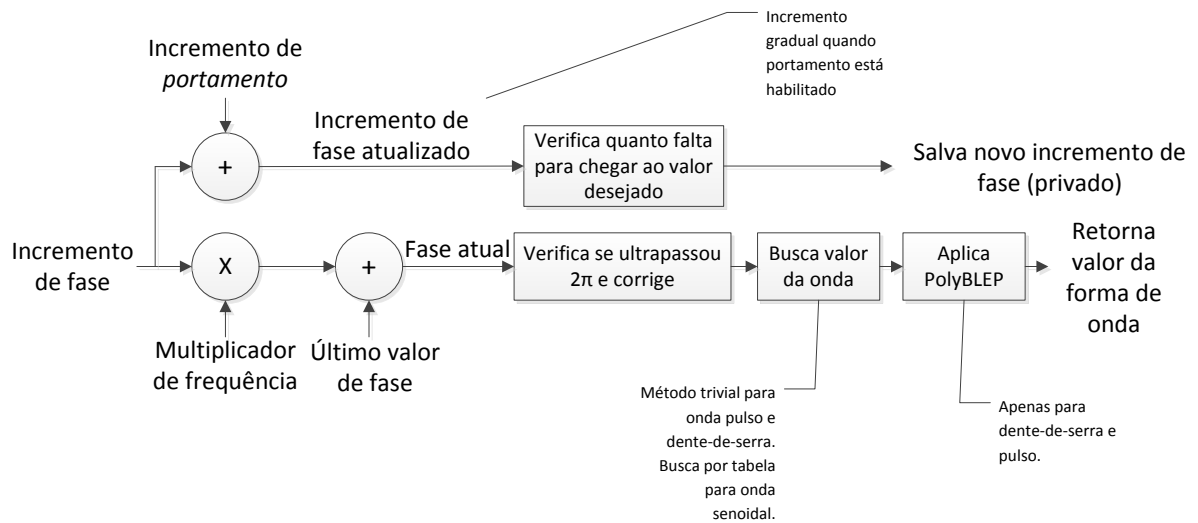 Incremento de
portamento
Incremento
gradual quando
portamento está
habilitado
+
Incremento de
fase atualizado
Verifica quanto falta
para chegar ao valor
desejado
Salva novo incremento de
fase (privado)
Incremento
de fase
X
+
Fase atual
Verifica se ultrapassou
2π e corrige
Busca valor
da onda
Aplica
PolyBLEP
Retorna
valor da
forma de
onda
Multiplicador
de frequência
Último valor
de fase
Método trivial para
onda pulso e
dente-de-serra.
Busca por tabela
para onda
senoidal.
Apenas para
dente-de-serra e
pulso.